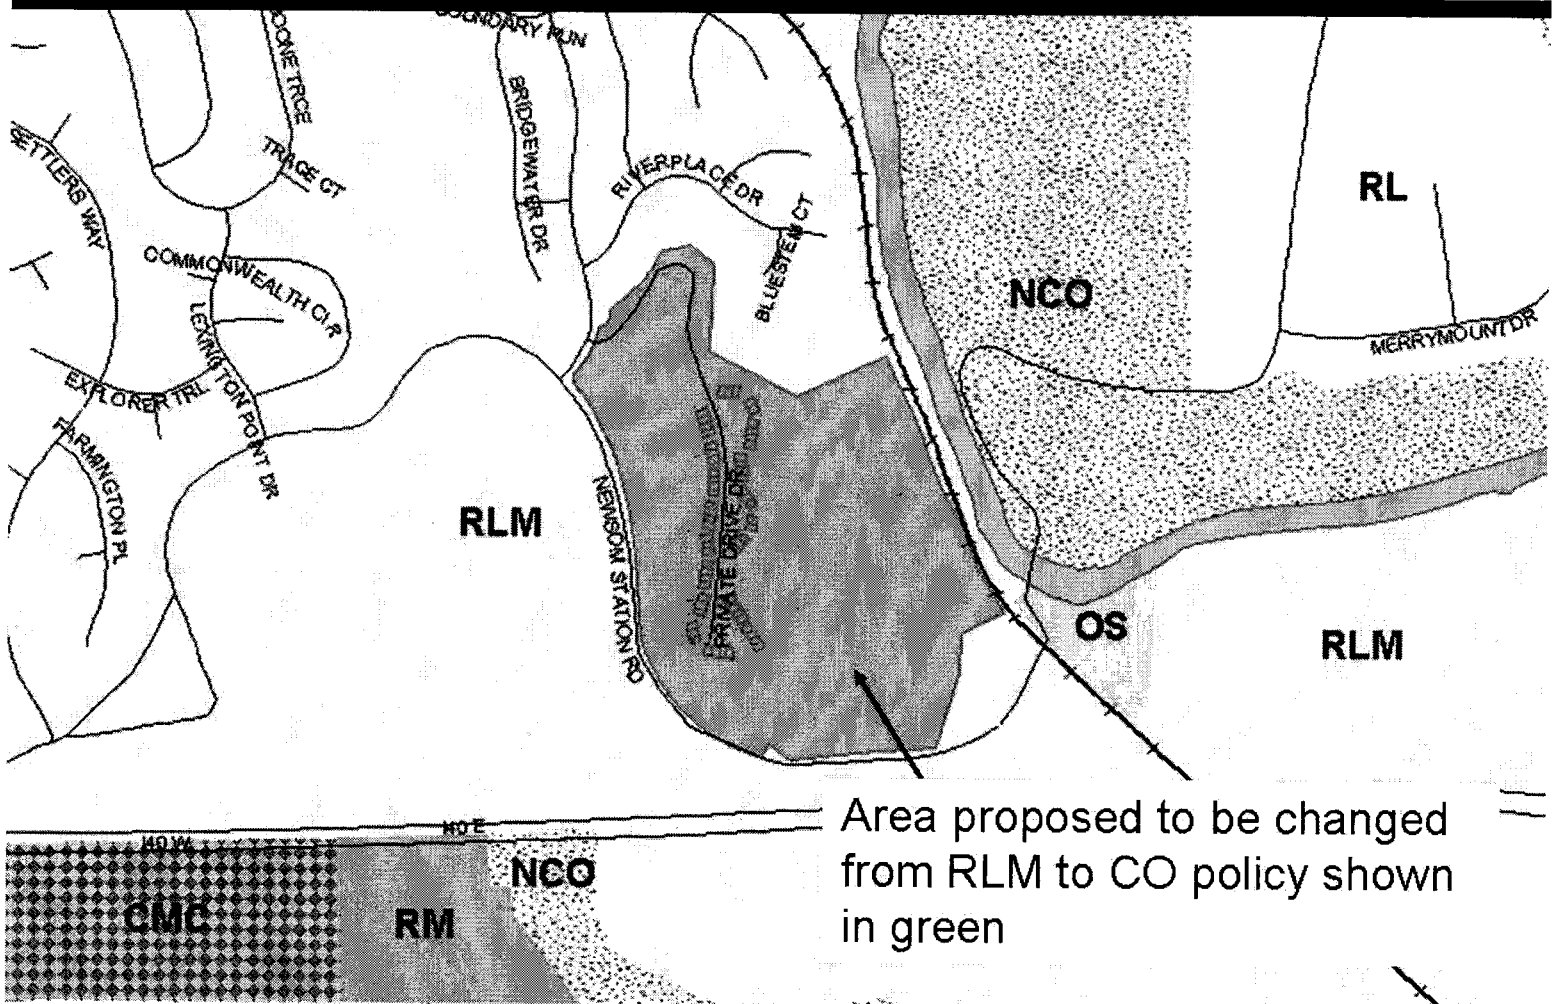 BOUNDARY RUN
BOONE TRCE
BRIDGEWATER DR
SETTLERS WAY
TRACE CT
RIVERPLACE DR
RL
BLUESTEM CT
COMMONWEALTH CIR
NCO
LEXINGTON POINT DR
MERRYMOUNT DR
EXPLORER TRL
FARMINGTON PL
RLM
NEWSOM STATION RD
PRIVATE DRIVE DR
OS
RLM
Area proposed to be changed
from RLM to CO policy shown
in green
I40 E
I40 W
NCO
CMC
RM